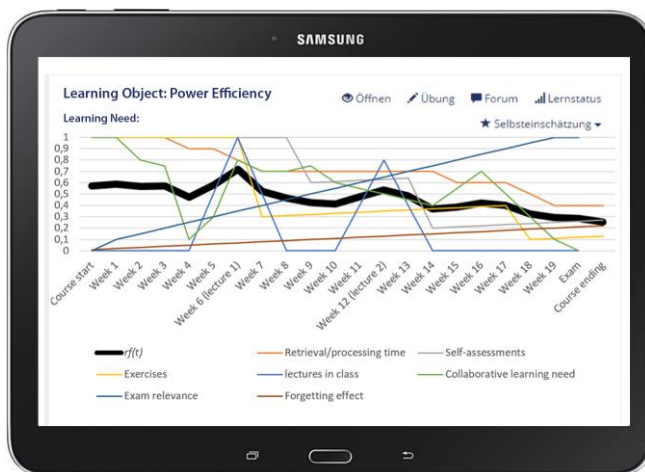 SAMSUNG
Learning Object: Power Efficiency
Öffnen Übung Forum Lernstatus
Learning Need:
Selbsteinschätzung
1
0,9
0,8
0,7
0,6
0,5
0,4
0,3
0,2
0,1
0
Course start
Week 1
Week 2
Week 3
Week 4
Week 5
Week 6 (lecture 1)
Week 7
Week 8
Week 9
Week 10
Week 11
Week 12 (lecture 2)
Week 13
Week 14
Week 15
Week 16
Week 17
Week 18
Week 19
Exam
Course ending
rf(t) Retrieval/processing time Self-assessments
Exercises lectures in class Collaborative learning need
Exam relevance Forgetting effect